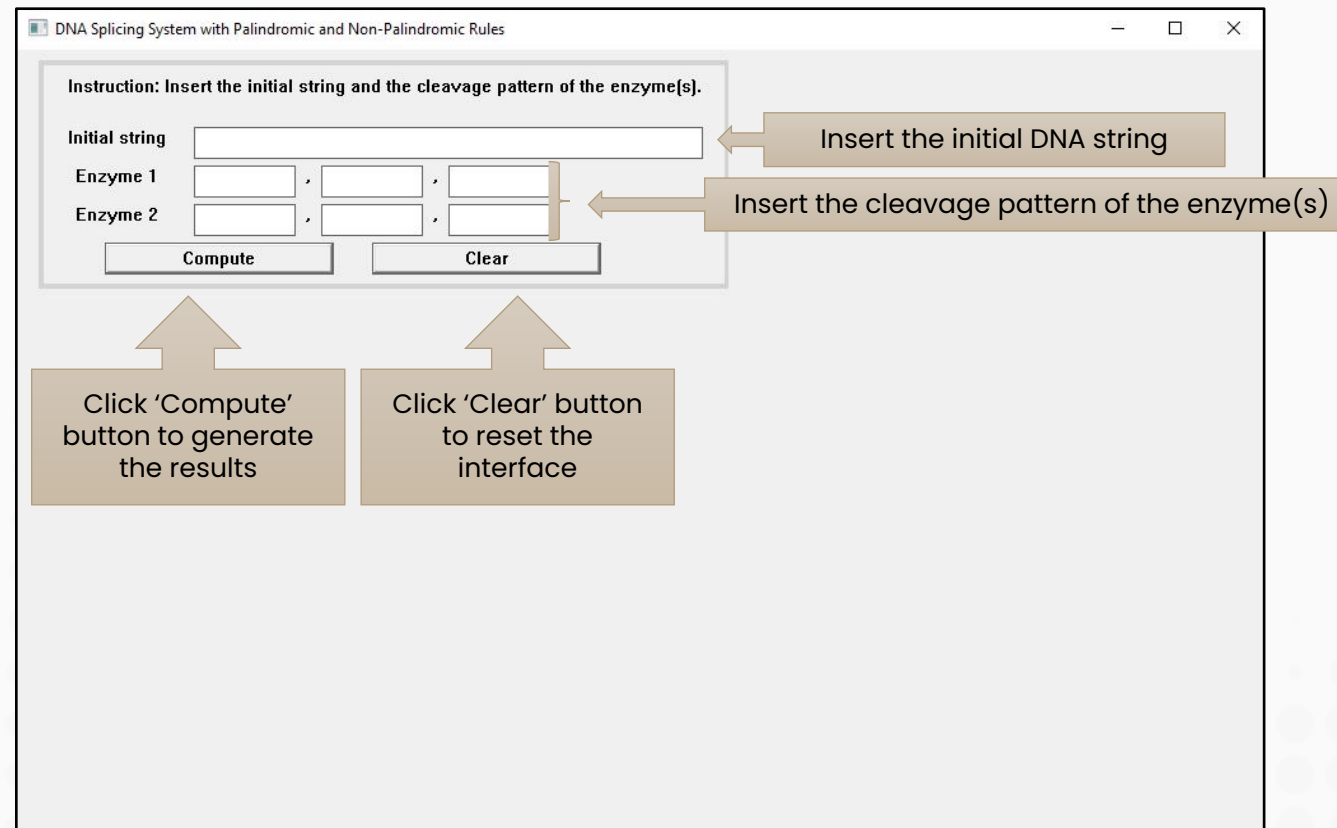 DNA Splicing System with Palindromic and Non-Palindromic Rules
Instruction: Insert the initial string and the cleavage pattern of the enzyme(s).
Initial string
Insert the initial DNA string
Enzyme 1 , ,
Insert the cleavage pattern of the enzyme(s)
Enzyme 2 , ,
Compute Clear
Click ‘Compute’
button to generate
the results
Click ‘Clear’ button
to reset the
interface